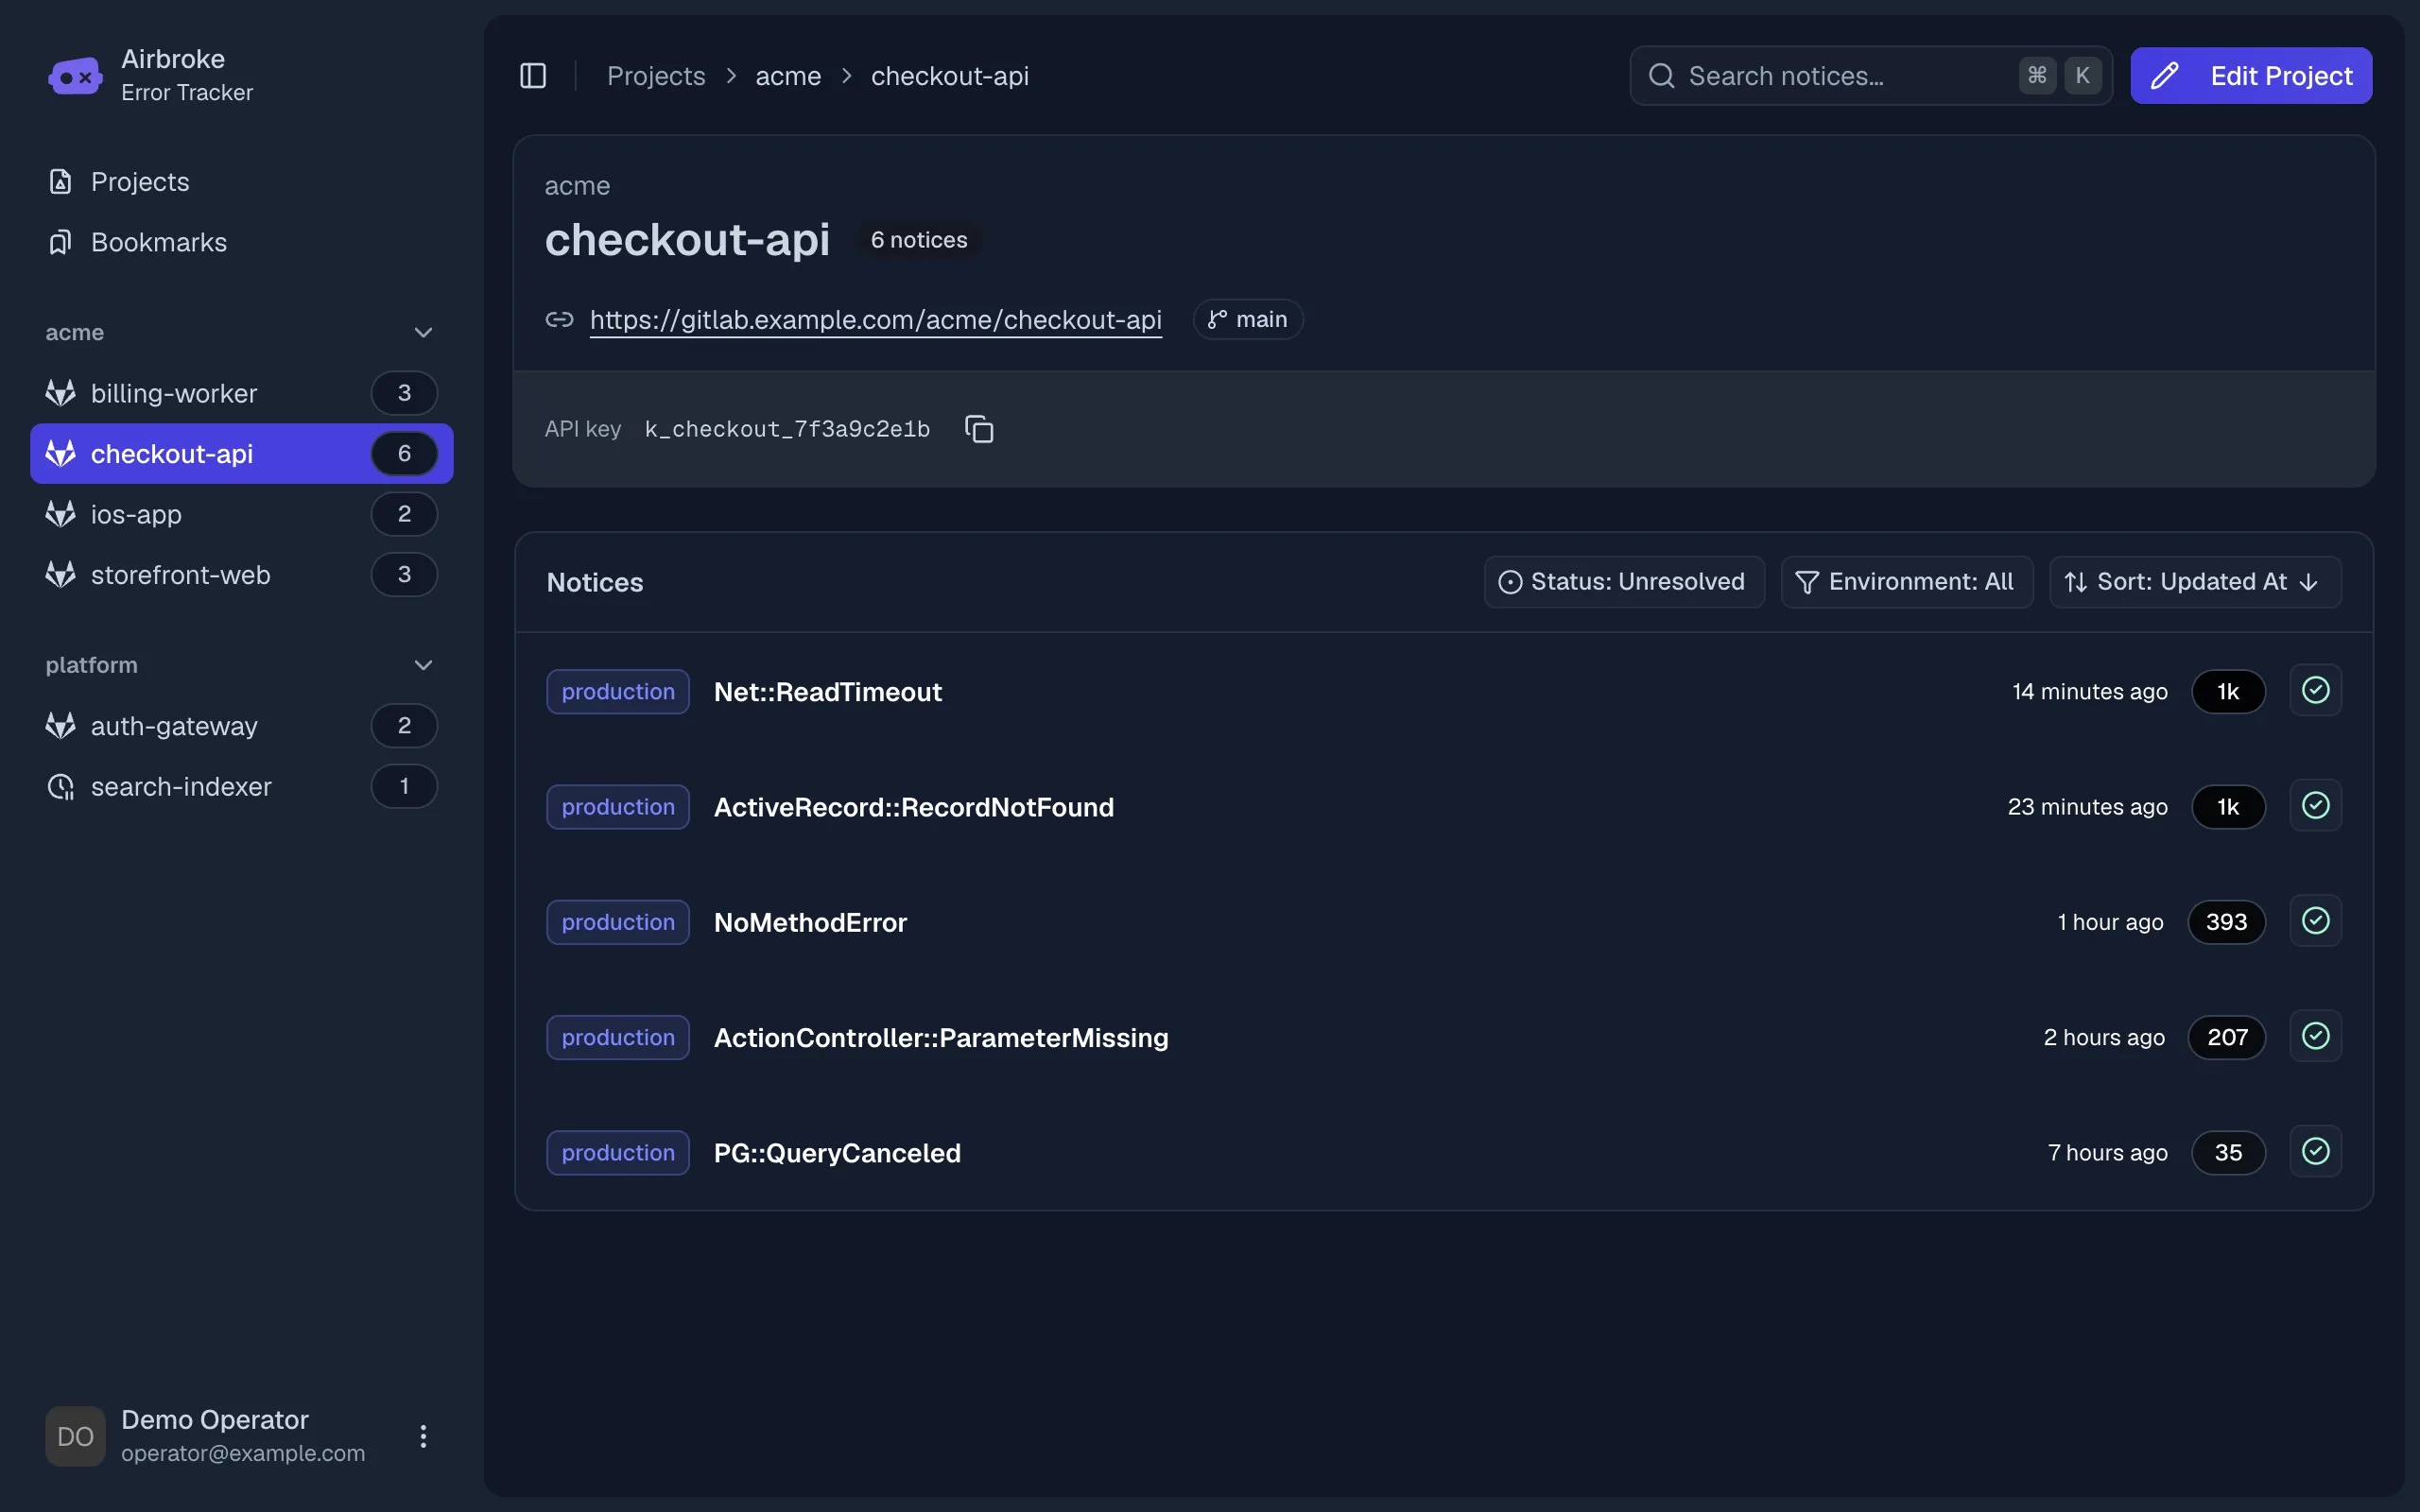 Airbroke
Error Tracker
Projects
Bookmarks
acme
billing-worker 3
checkout-api 6
ios-app 2
storefront-web 3
platform
auth-gateway 2
search-indexer 1
DO
Demo Operator
operator@example.com
Projects > acme > checkout-api
Search notices... ⌘ K
Edit Project
acme
checkout-api 6 notices
https://gitlab.example.com/acme/checkout-api main
API key k_checkout_7f3a9c2e1b
Notices Status: Unresolved Environment: All Sort: Updated At ↓
production Net::ReadTimeout 14 minutes ago 1k
production ActiveRecord::RecordNotFound 23 minutes ago 1k
production NoMethodError 1 hour ago 393
production ActionController::ParameterMissing 2 hours ago 207
production PG::QueryCanceled 7 hours ago 35